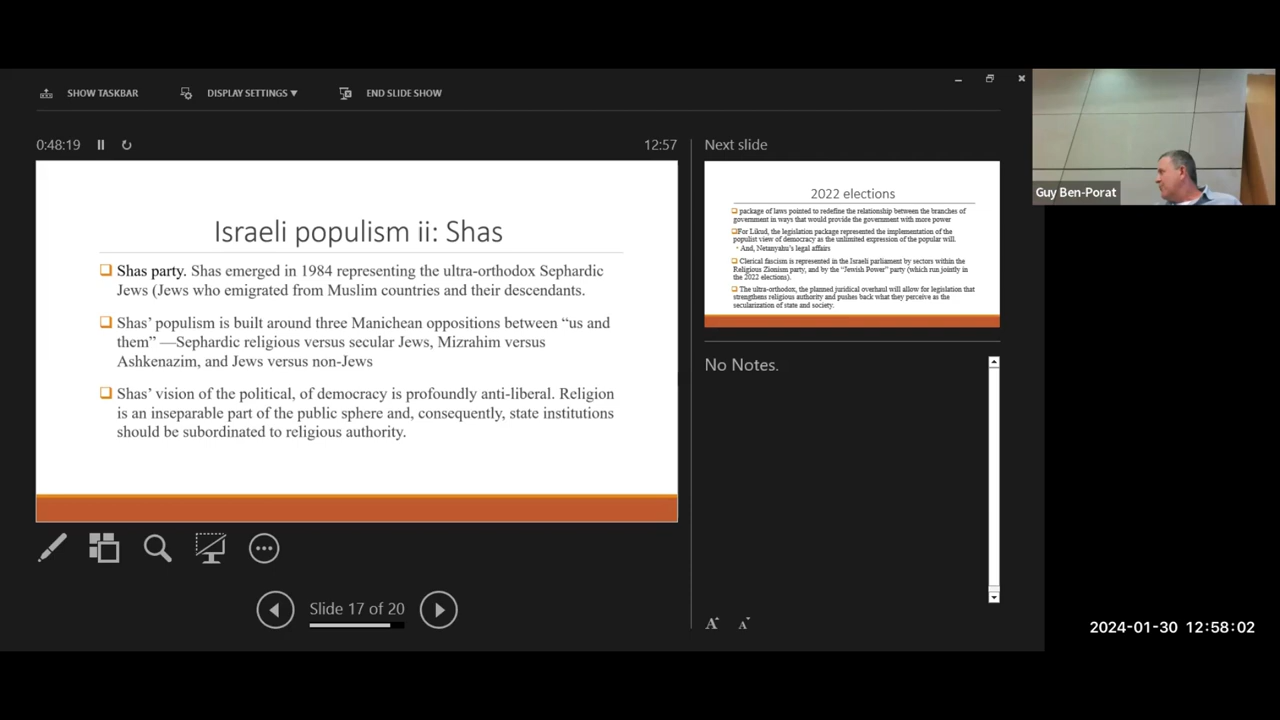 SHOW TASKBAR
DISPLAY SETTINGS ▼
END SLIDE SHOW
0:48:19
12:57
Israeli populism ii: Shas
Shas party. Shas emerged in 1984 representing the ultra-orthodox Sephardic
Jews (Jews who emigrated from Muslim countries and their descendants.
Shas’ populism is built around three Manichean oppositions between “us and
them” —Sephardic religious versus secular Jews, Mizrahim versus
Ashkenazim, and Jews versus non-Jews
Shas’ vision of the political, of democracy is profoundly anti-liberal. Religion
is an inseparable part of the public sphere and, consequently, state institutions
should be subordinated to religious authority.
Slide 17 of 20
Next slide
2022 elections
package of laws pointed to redefine the relationship between the branches of
government in ways that would provide the government with more power
For Likud, the legislation package represented the implementation of the
populist view of democracy as the unlimited expression of the popular will.
• And, Netanyahu’s legal affairs
Clerical fascism is represented in the Israeli parliament by sectors within the
Religious Zionism party, and by the “Jewish Power” party (which run jointly in
the 2022 elections).
The ultra-orthodox, the planned juridical overhaul will allow for legislation that
strengthens religious authority and pushes back what they perceive as the
secularization of state and society.
No Notes.
A A
Guy Ben-Porat
2024-01-30 12:58:02